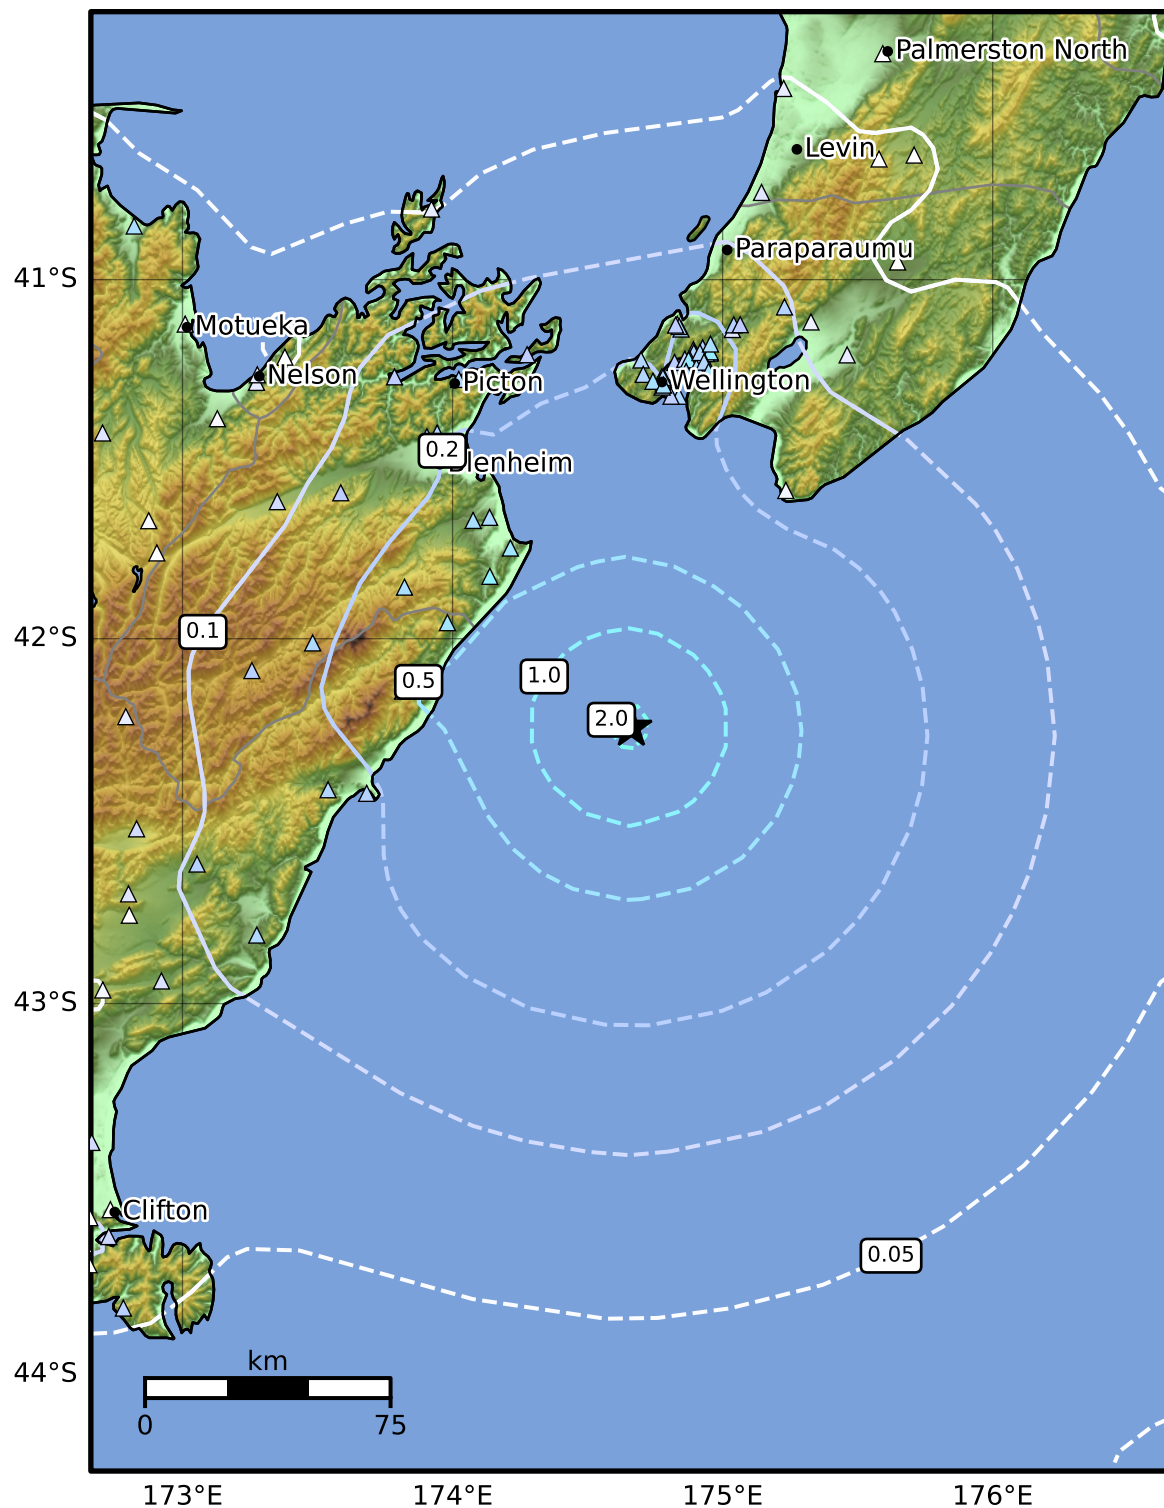 Palmerston North
Levin
Paraparaumu
41°S
Motueka
Nelson
Picton
Wellington
0.2
Blenheim
0.1
42°S
0.5
1.0
2.0
43°S
Clifton
0.05
44°S
km
0
75
173°E
174°E
175°E
176°E